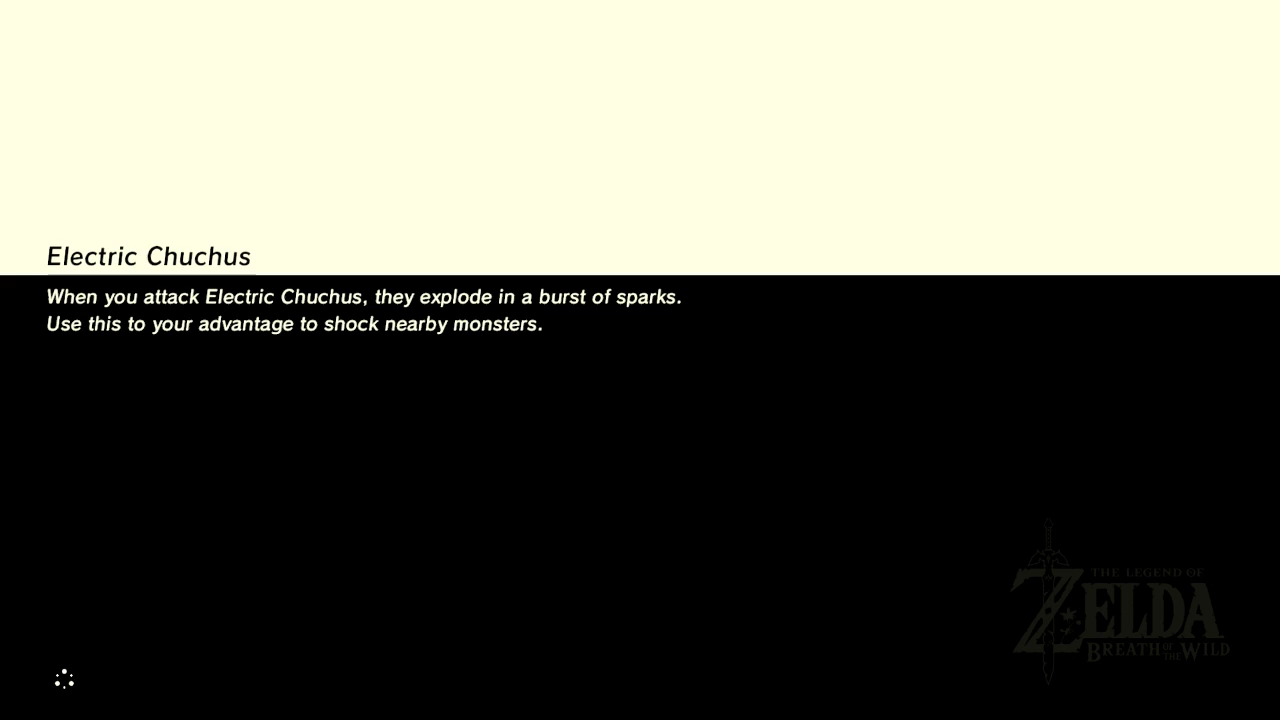 Electric Chuchus
When you attack Electric Chuchus, they explode in a burst of sparks.
Use this to your advantage to shock nearby monsters.
THE LEGEND OF
ZELDA
BREATH OF THE WILD